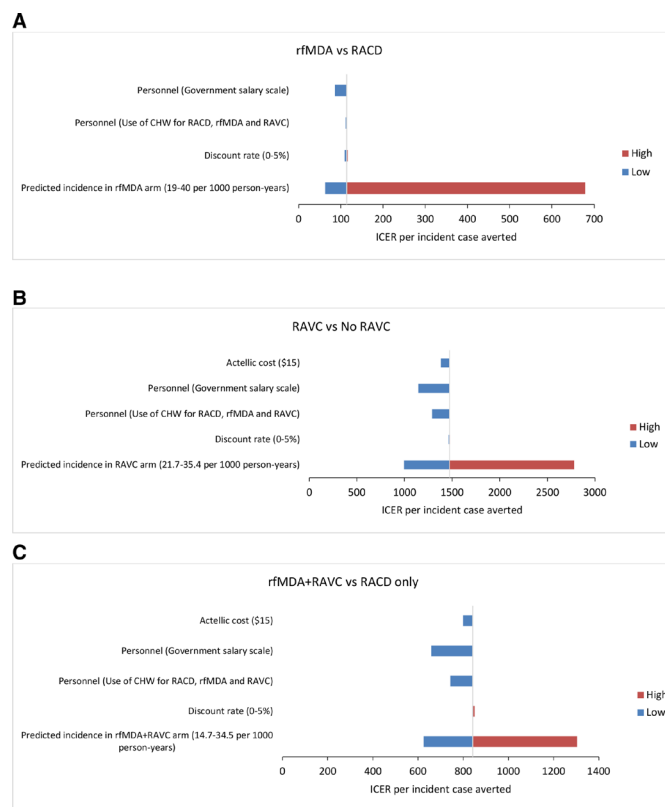 A
rfMDA vs RACD
Personnel (Government salary scale)
Personnel (Use of CHW for RACD, rfMDA and RAVC)
Discount rate (0-5%)
Predicted incidence in rfMDA arm (19-40 per 1000 person-years)
High
Low
0 100 200 300 400 500 600 700
ICER per incident case averted
B
RAVC vs No RAVC
Actellic cost ($15)
Personnel (Government salary scale)
Personnel (Use of CHW for RACD, rfMDA and RAVC)
Discount rate (0-5%)
Predicted incidence in RAVC arm (21.7-35.4 per 1000 person-years)
High
Low
0 500 1000 1500 2000 2500 3000
ICER per incident case averted
C
rfMDA+RAVC vs RACD only
Actellic cost ($15)
Personnel (Government salary scale)
Personnel (Use of CHW for RACD, rfMDA and RAVC)
Discount rate (0-5%)
Predicted incidence in rfMDA+RAVC arm (14.7-34.5 per 1000
person-years)
High
Low
0 200 400 600 800 1000 1200 1400
ICER per incident case averted